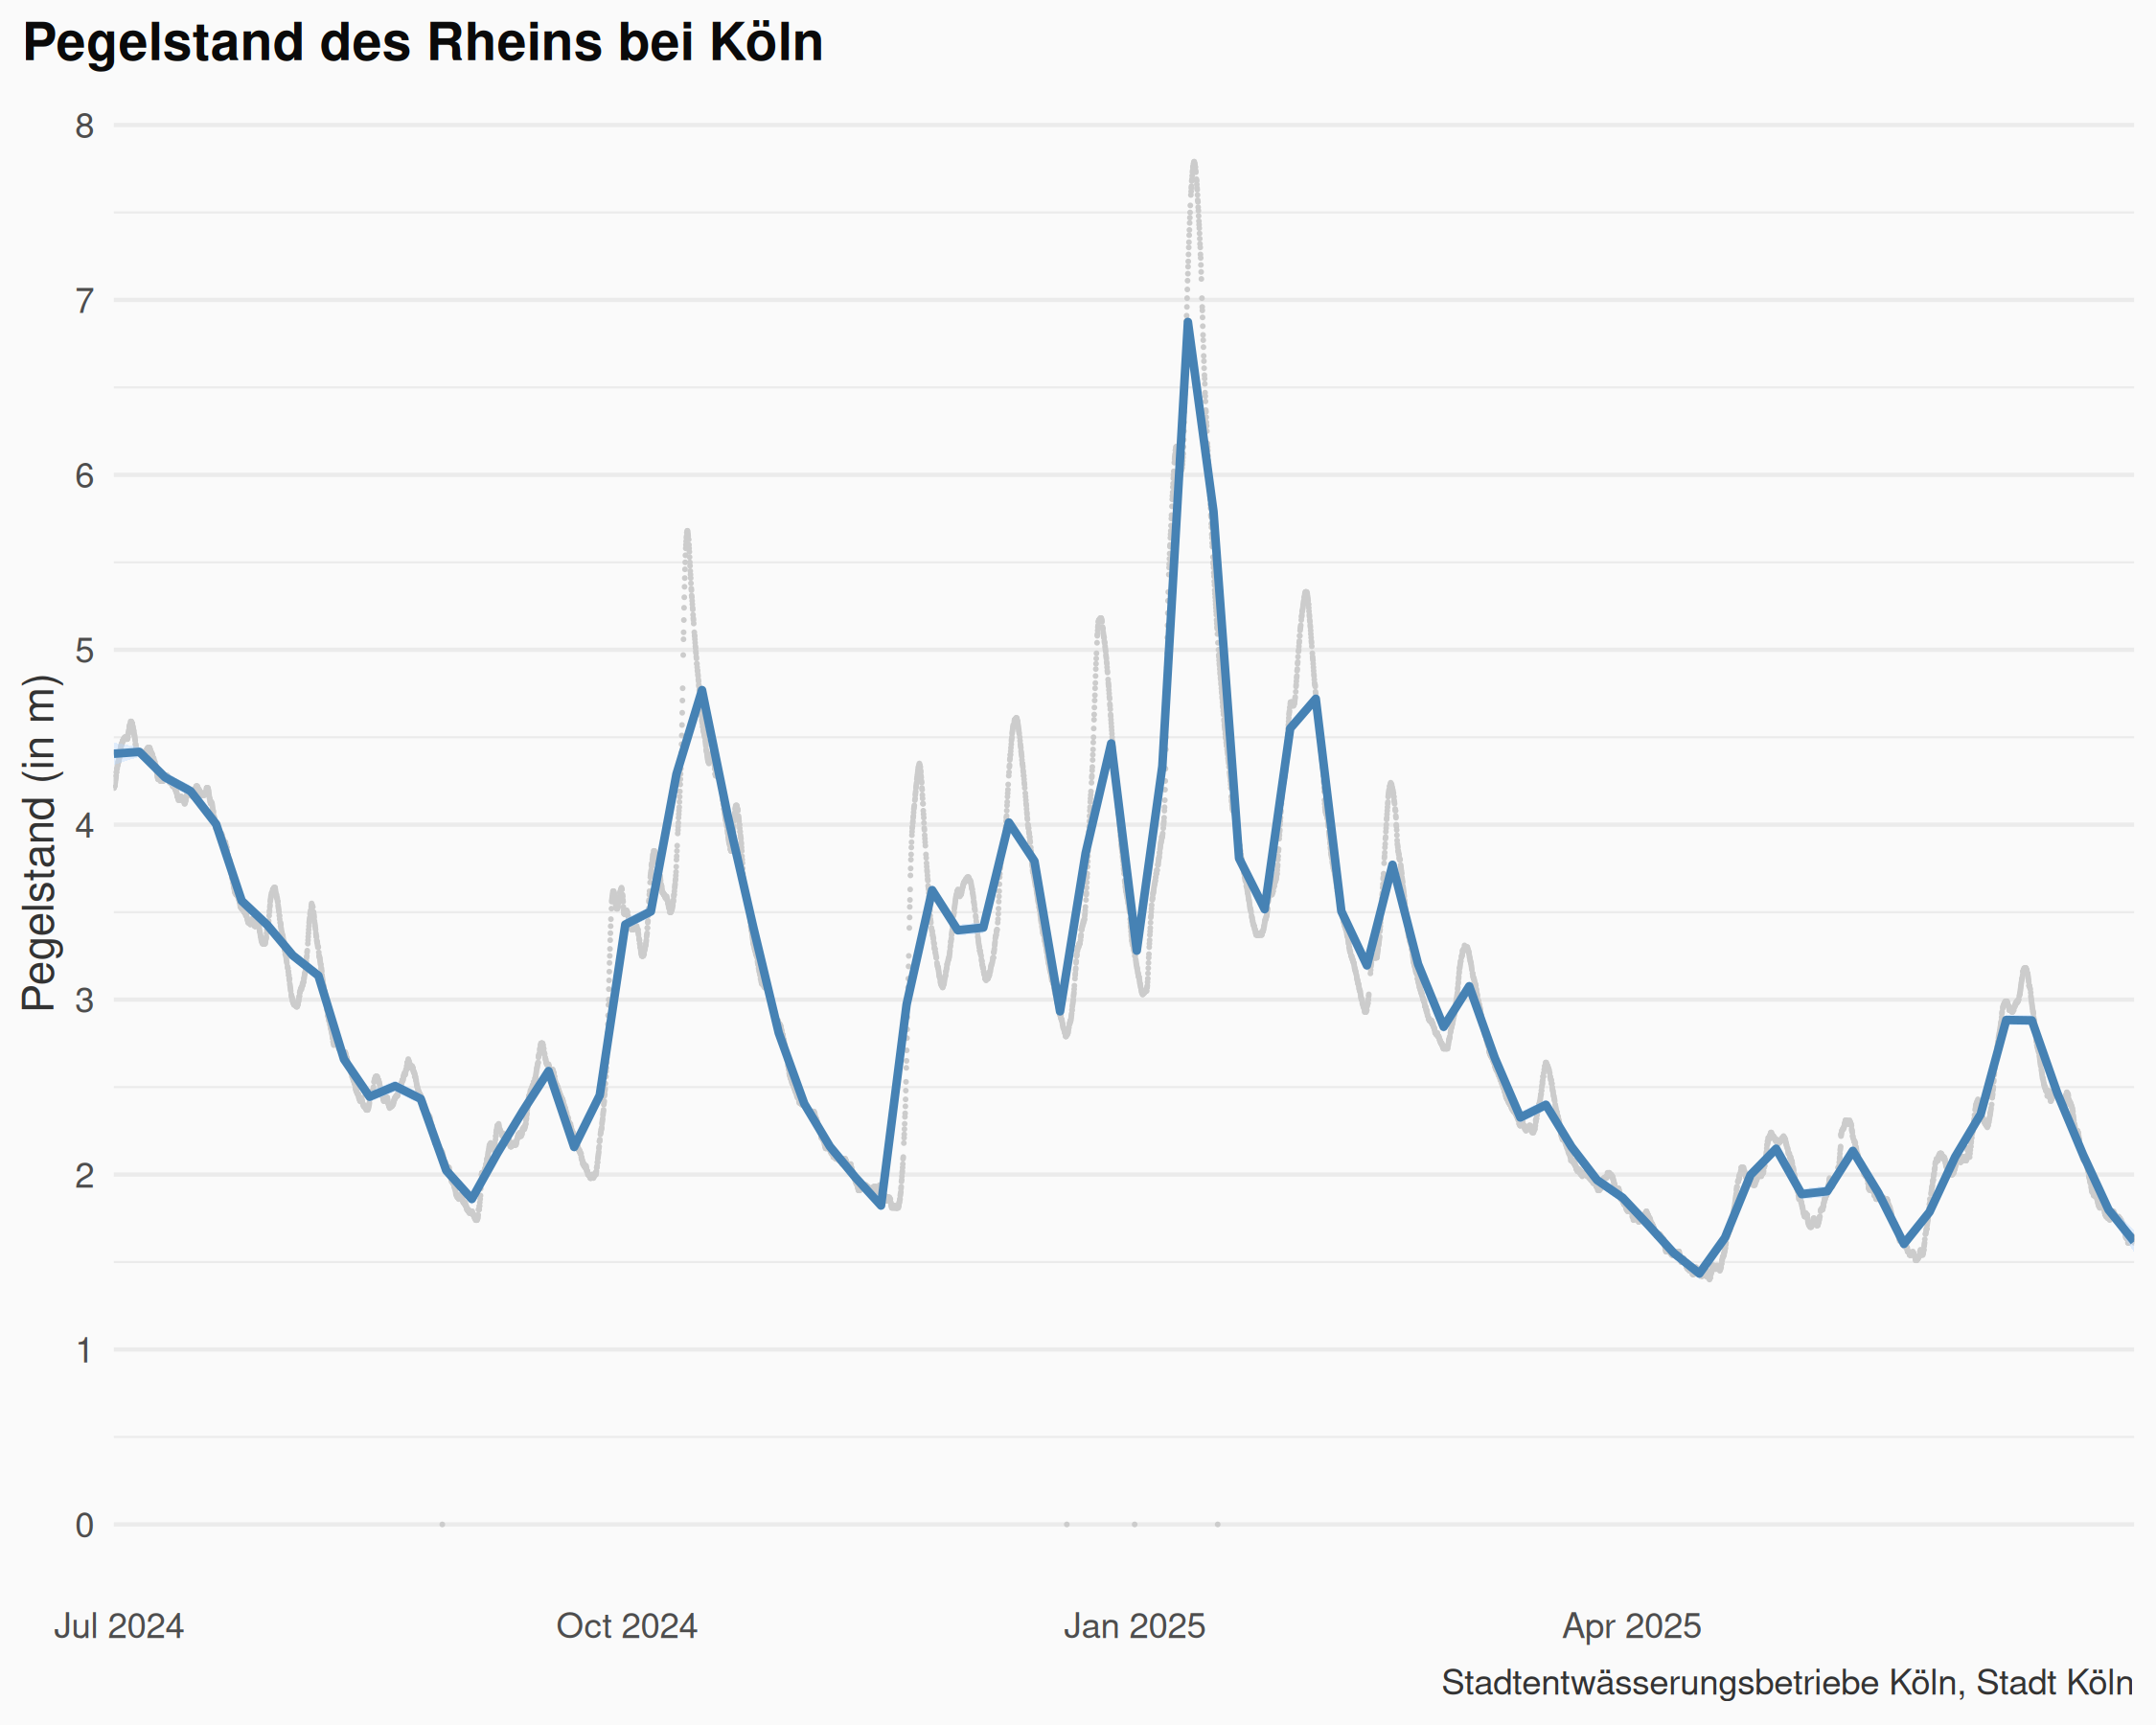 Pegelstand des Rheins bei Köln
Pegelstand (in m)
8
7
6
5
4
3
2
1
0
Jul 2024 Oct 2024 Jan 2025 Apr 2025
Stadtentwässerungsbetriebe Köln, Stadt Köln